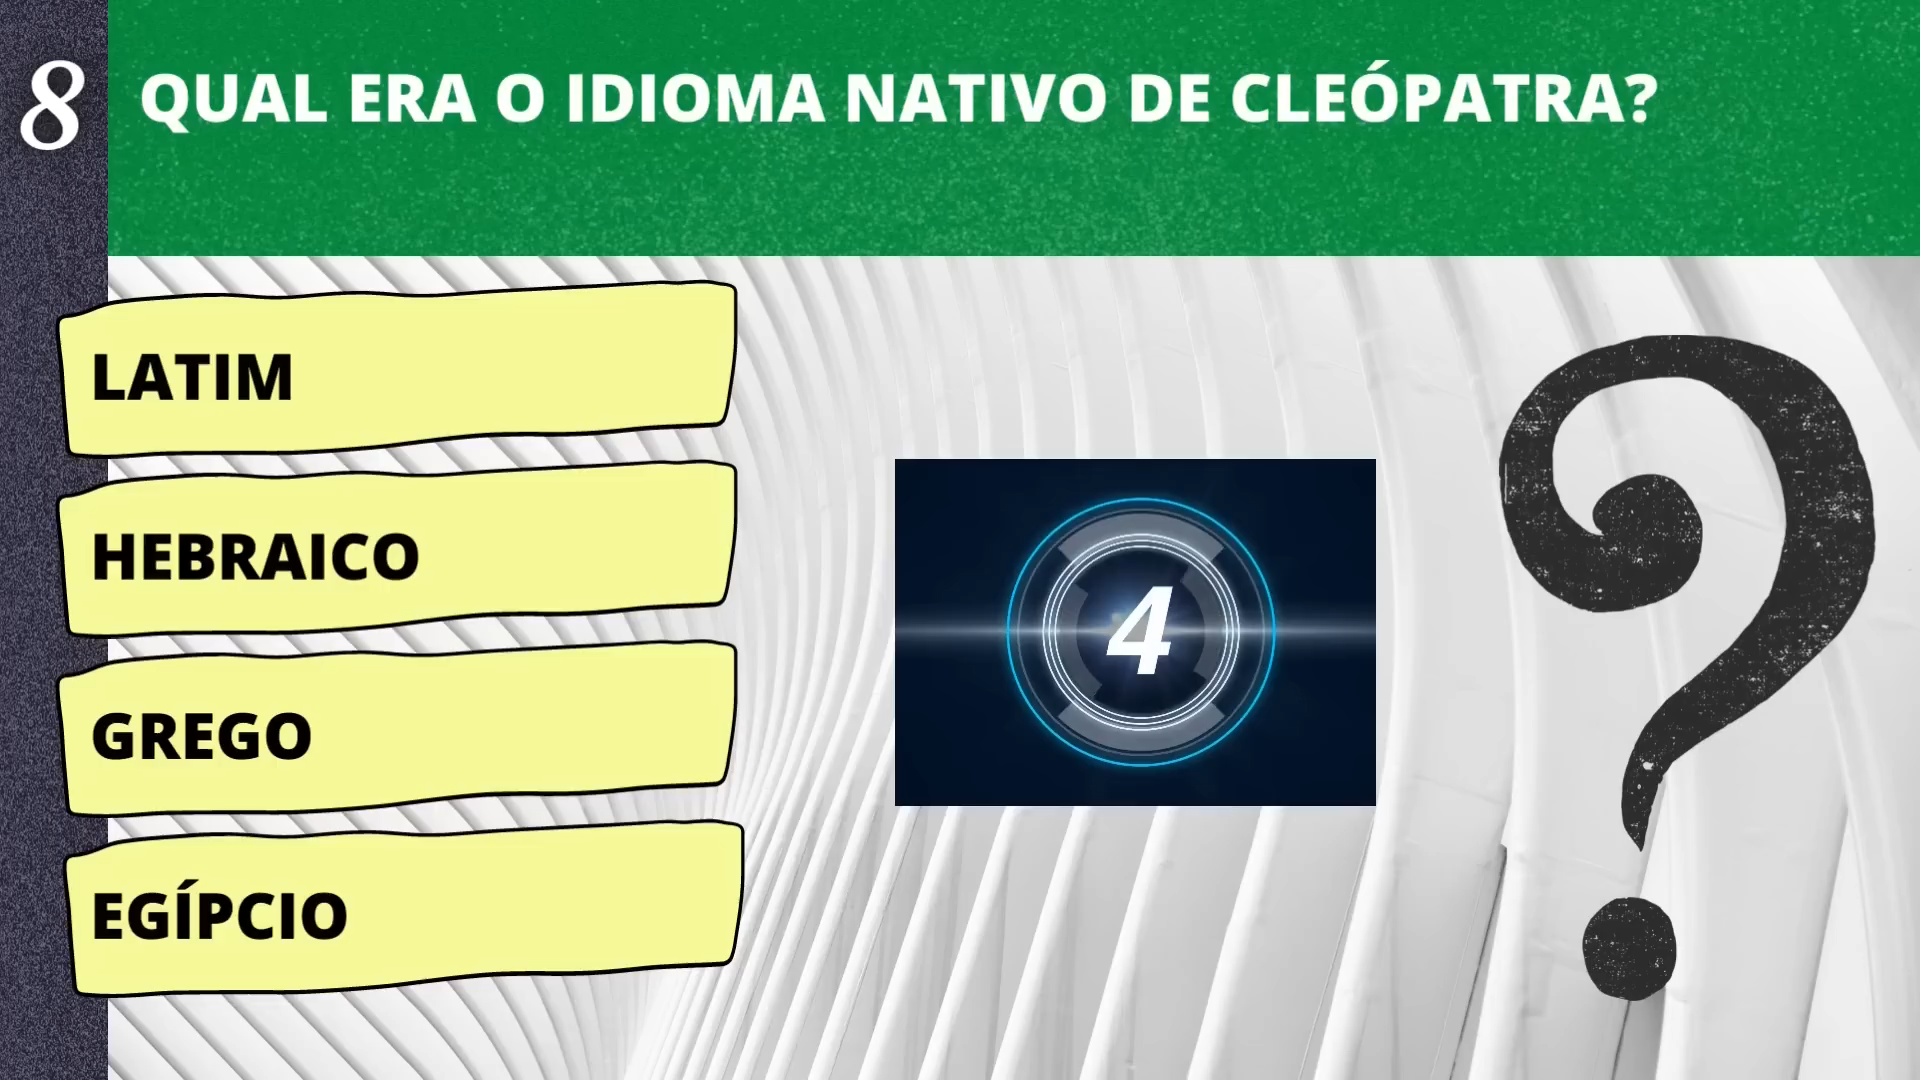 8
QUAL ERA O IDIOMA NATIVO DE CLEÓPATRA?
LATIM
HEBRAICO
GREGO
EGÍPCIO
4
?